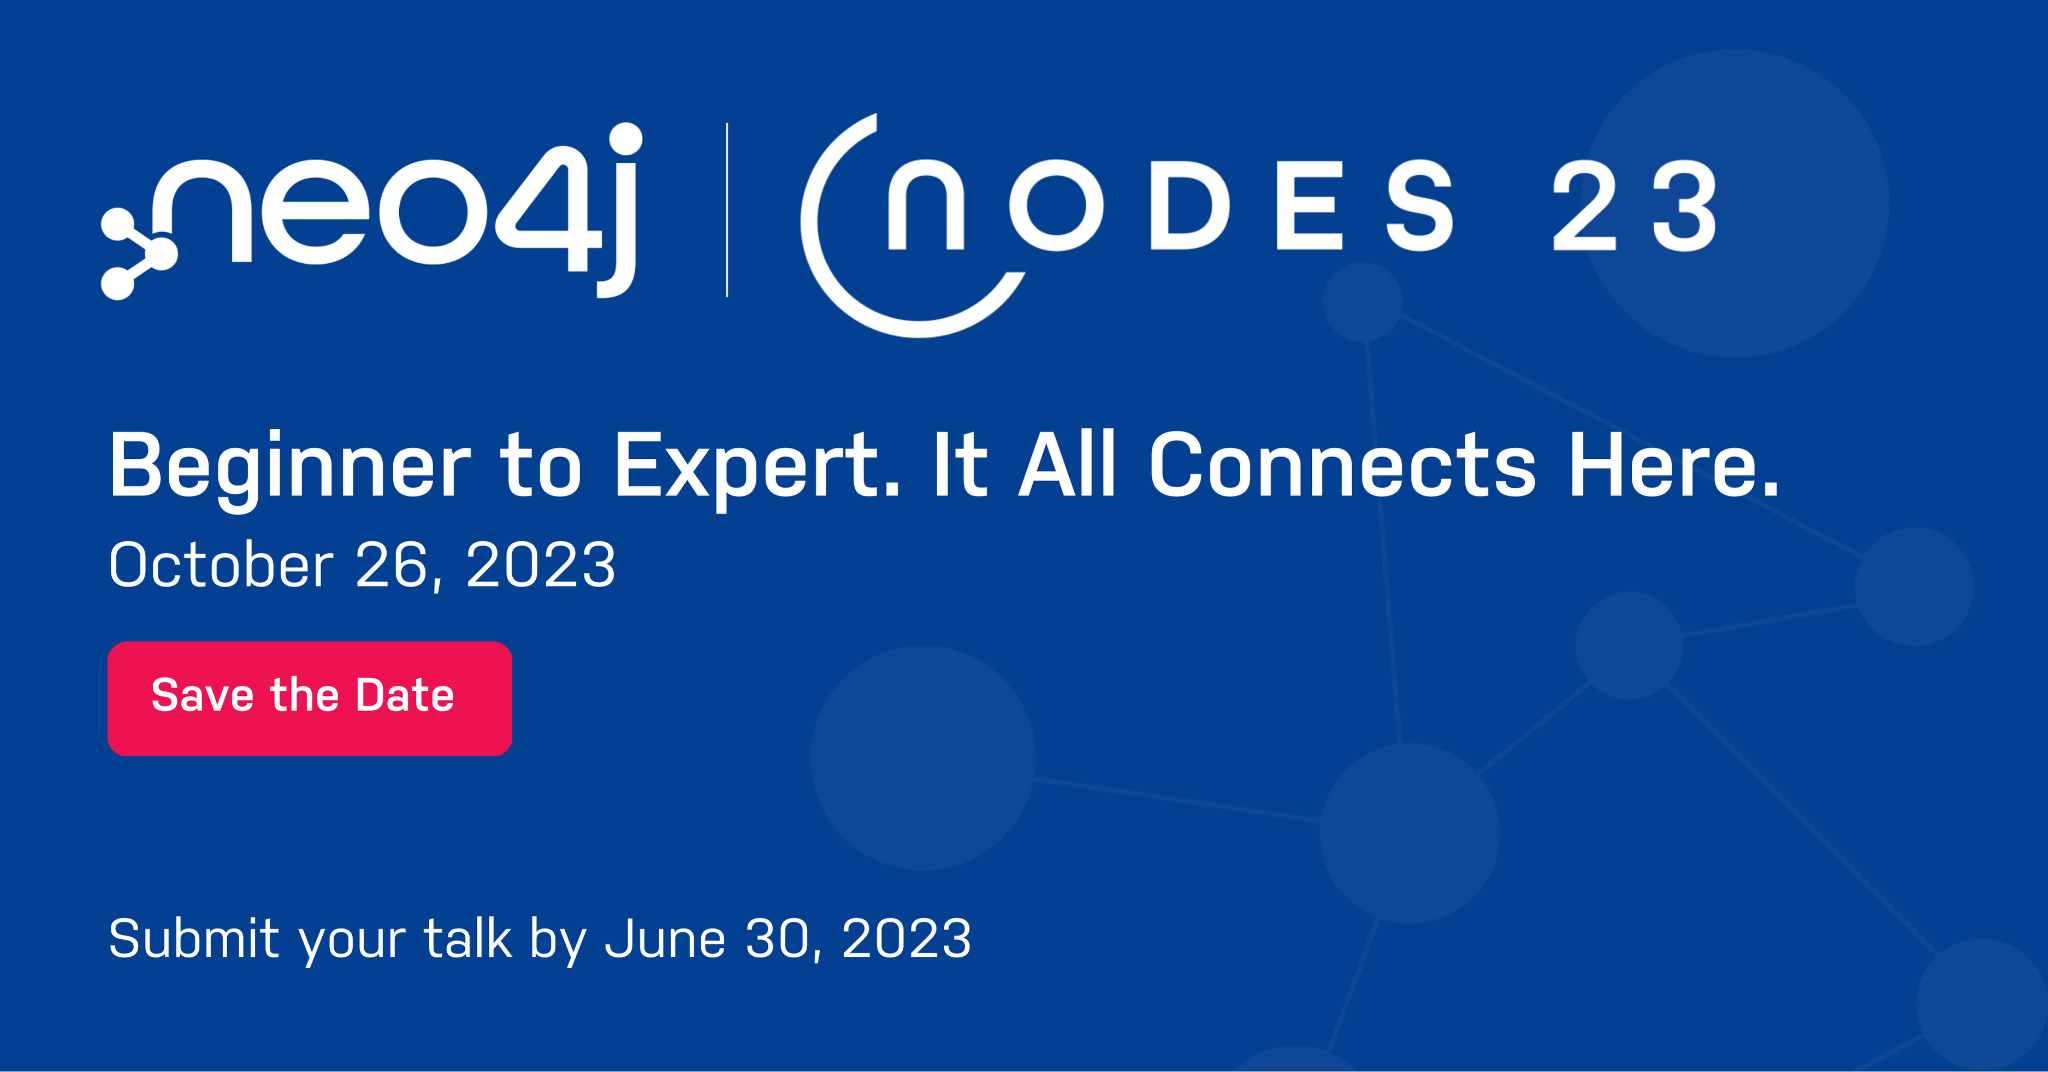 neo4j
NODES 23
Beginner to Expert. It All Connects Here.
October 26, 2023
Save the Date
Submit your talk by June 30, 2023